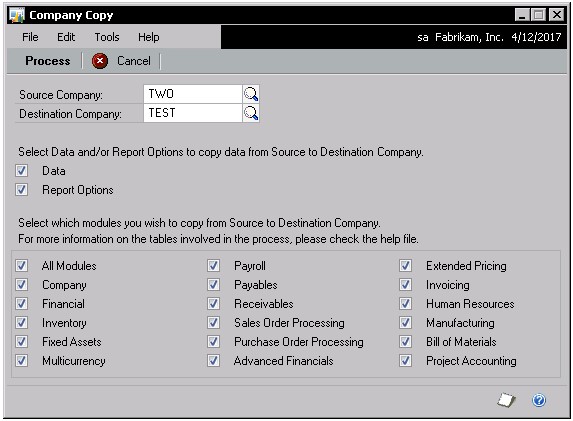 Company Copy
File Edit Tools Help sa Fabrikam, Inc. 4/12/2017
Process Cancel
Source Company: TWO
Destination Company: TEST
Select Data and/or Report Options to copy data from Source to Destination Company.
Data
Report Options
Select which modules you wish to copy from Source to Destination Company.
For more information on the tables involved in the process, please check the help file.
All Modules Payroll Extended Pricing
Company Payables Invoicing
Financial Receivables Human Resources
Inventory Sales Order Processing Manufacturing
Fixed Assets Purchase Order Processing Bill of Materials
Multicurrency Advanced Financials Project Accounting